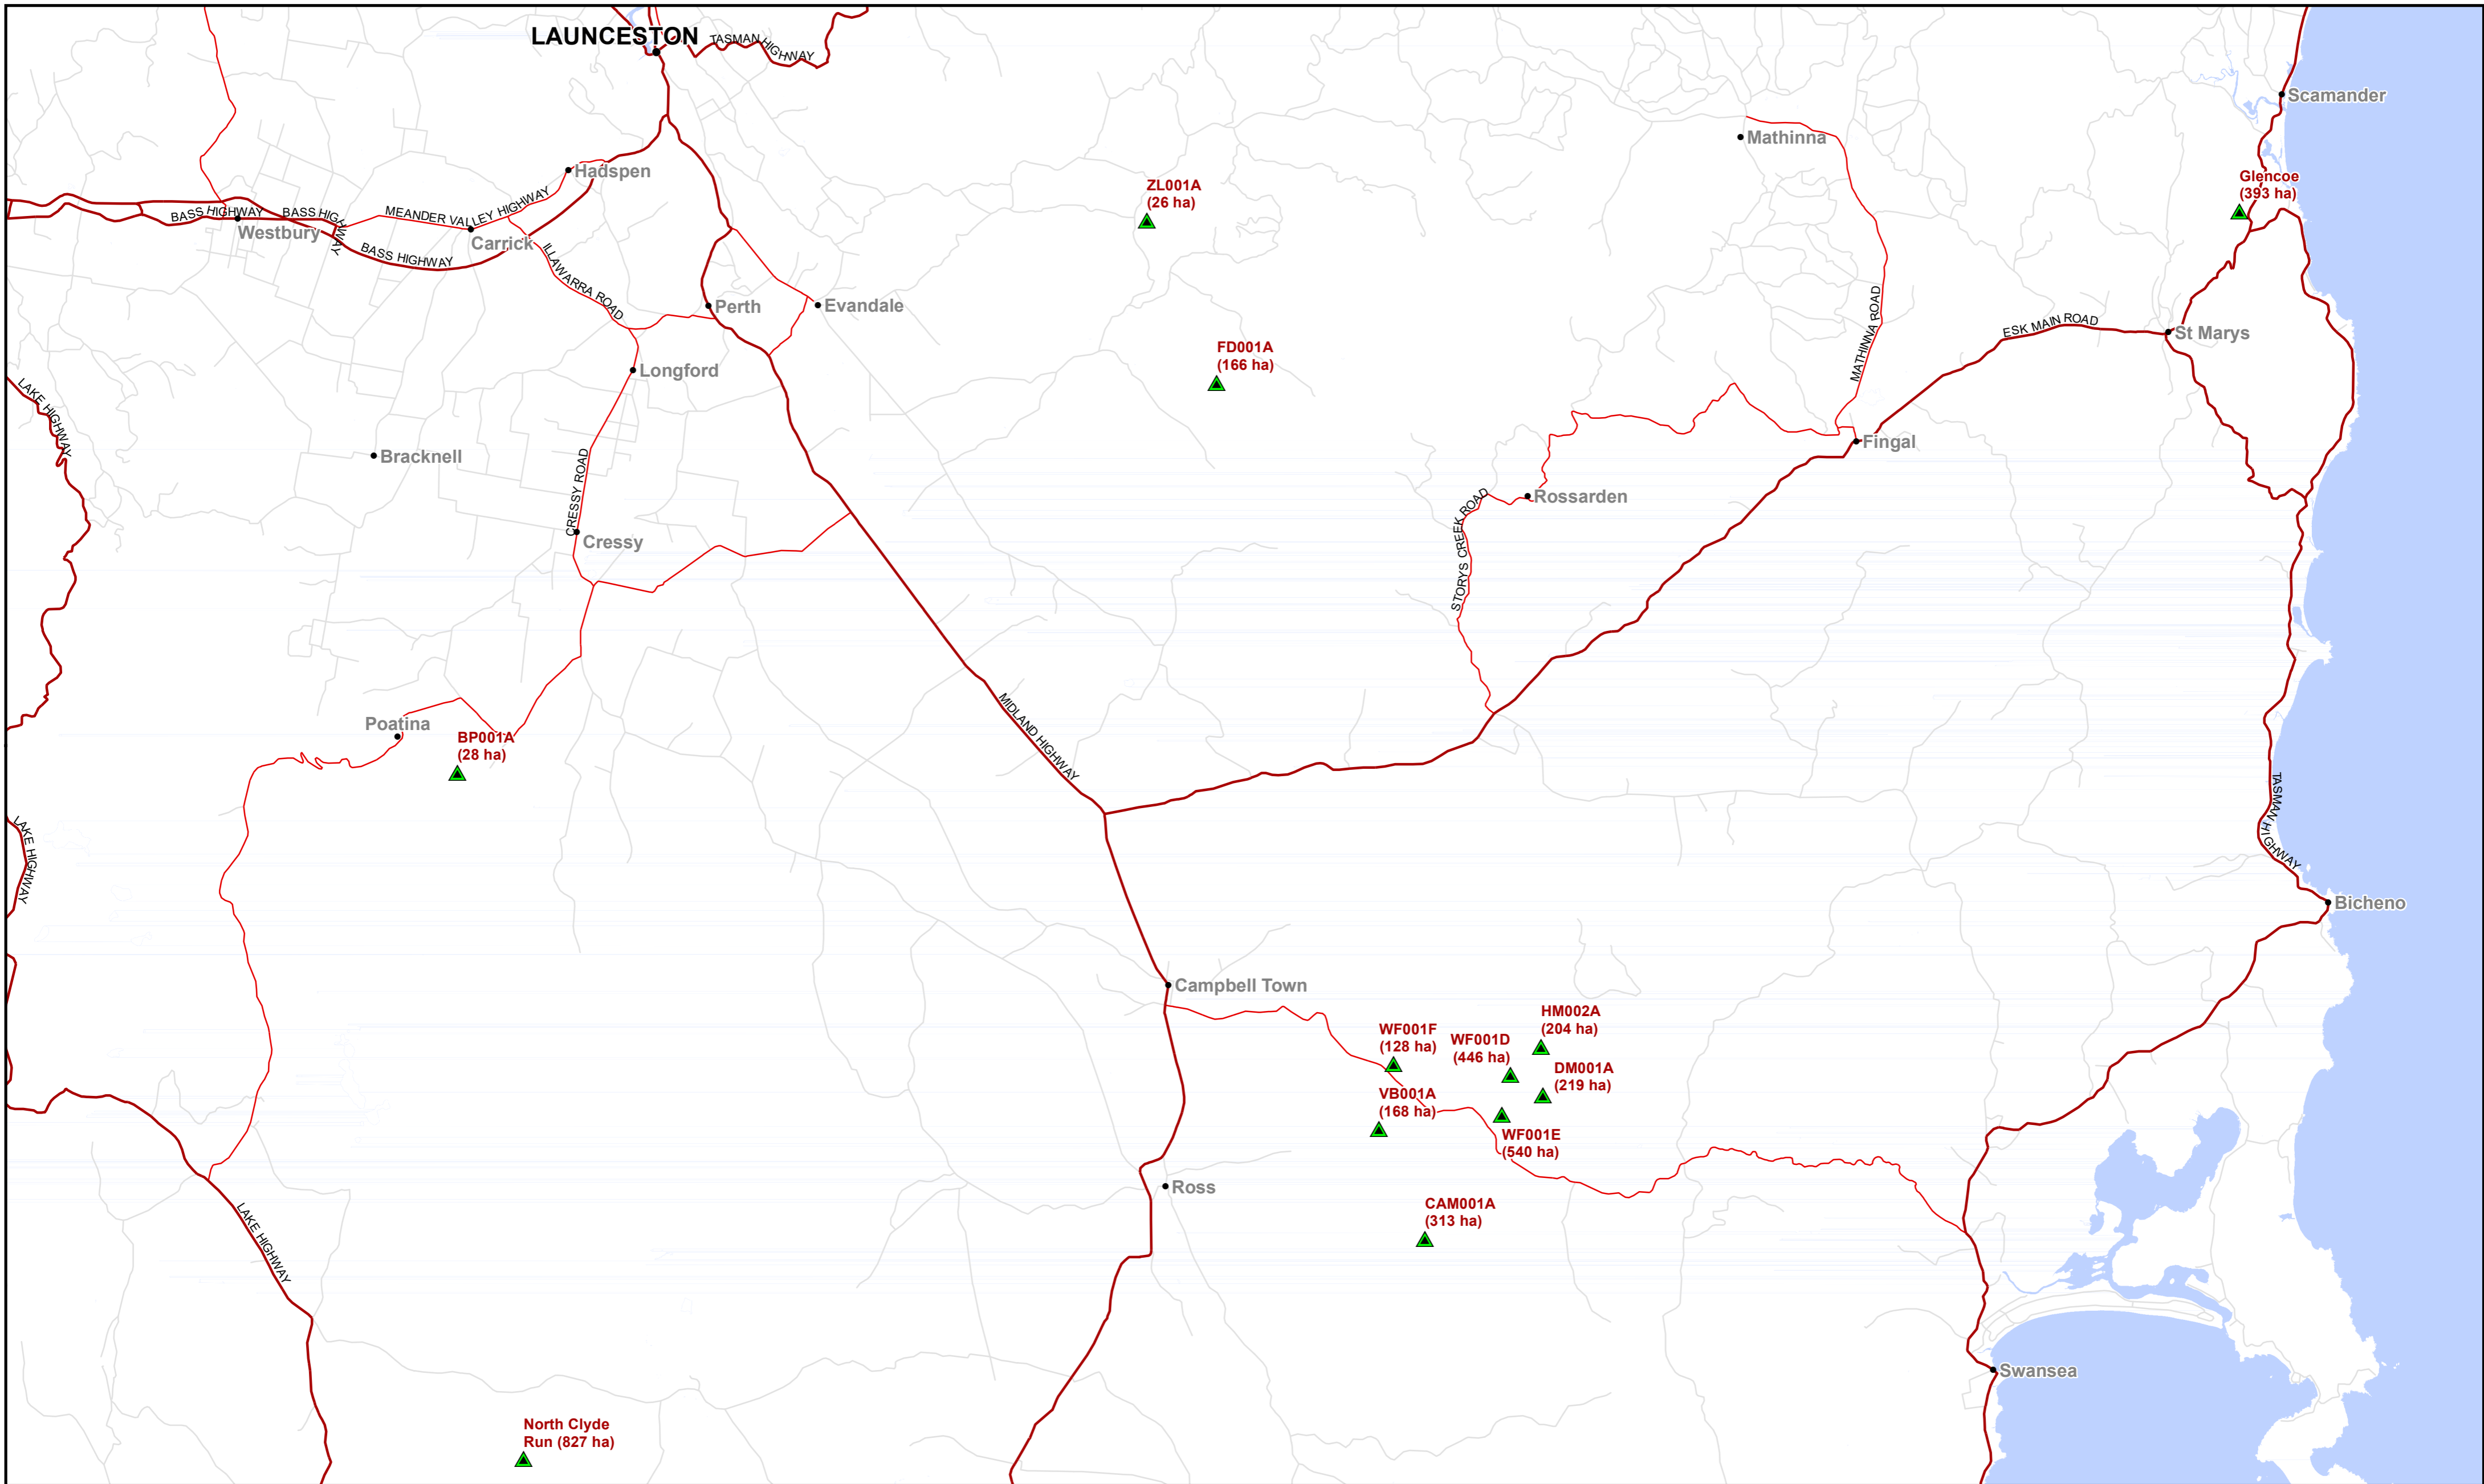 LAUNCESTON
TASMAN HIGHWAY
Scamander
Mathinna
Hadspen
Glencoe
(393 ha)
ZL001A
(26 ha)
BASS HIGHWAY
BASS HIGHWAY
MEANDER VALLEY HIGHWAY
Westbury
Carrick
BASS HIGHWAY
ILLAWARRA ROAD
Perth
Evandale
MATHINNA ROAD
ESK MAIN ROAD
St Marys
FD001A
(166 ha)
Longford
LAKE HIGHWAY
Fingal
Bracknell
CRESSY ROAD
Rossarden
STORYS CREEK ROAD
Cressy
MIDLAND HIGHWAY
Poatina
BP001A
(28 ha)
TASMAN HIGHWAY
LAKE HIGHWAY
Bicheno
Campbell Town
HM002A
(204 ha)
WF001F
(128 ha)
WF001D
(446 ha)
DM001A
(219 ha)
VB001A
(168 ha)
WF001E
(540 ha)
Ross
CAM001A
(313 ha)
LAKE HIGHWAY
Swansea
North Clyde
Run (827 ha)